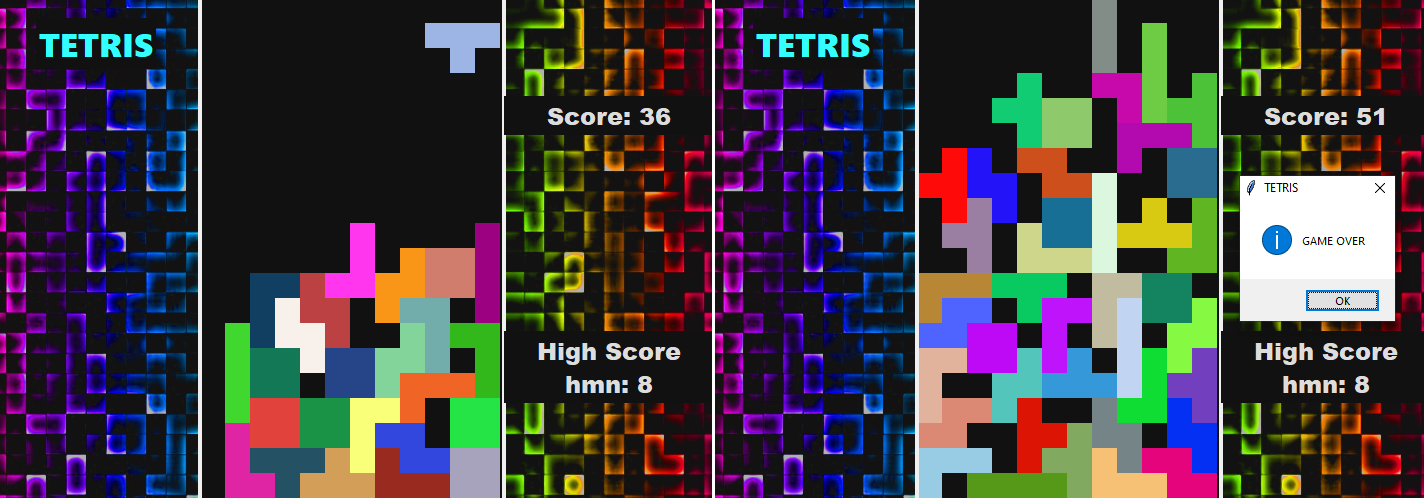 TETRIS
Score: 36
High Score
hmn: 8
TETRIS
Score: 51
TETRIS
GAME OVER
OK
High Score
hmn: 8